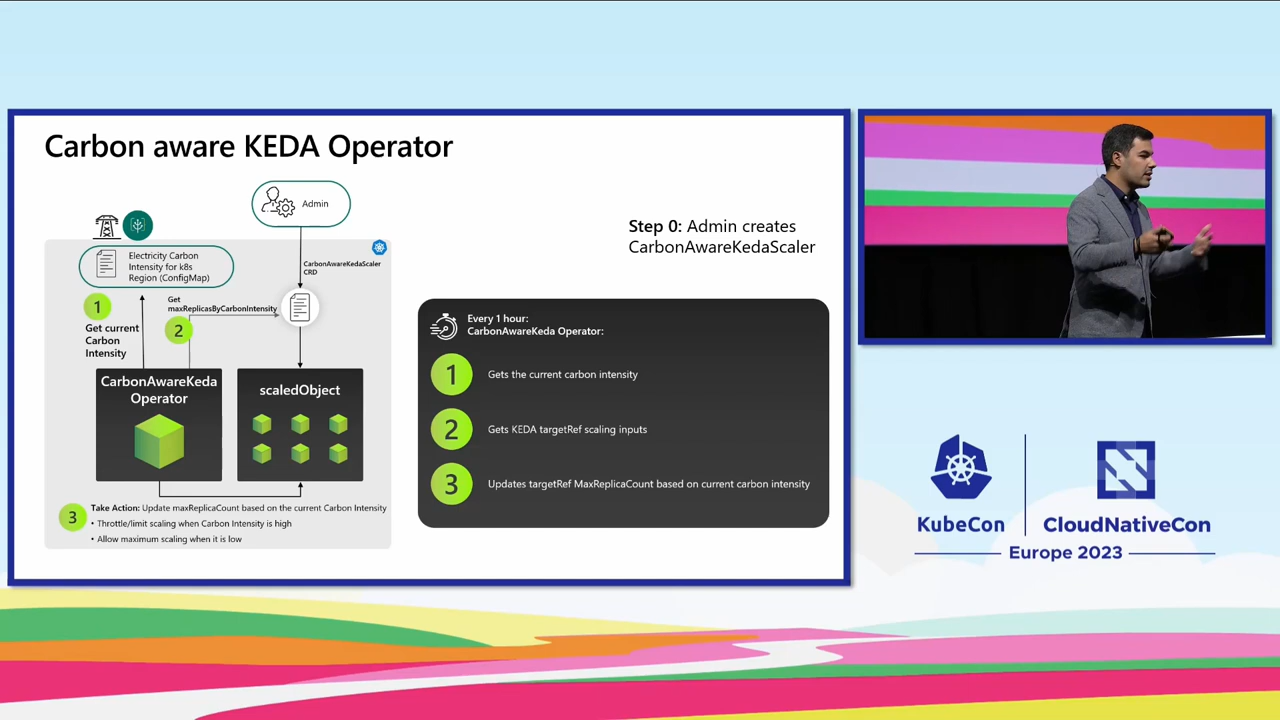 Carbon aware KEDA Operator
Admin
Step 0: Admin creates
CarbonAwareKedaScaler
Electricity Carbon
Intensity for k8s
Region (ConfigMap)
CarbonAwareKedaScaler
CRD
1
Get current
Carbon
Intensity
Get
maxReplicasByCarbonIntensity
2
CarbonAwareKeda
Operator
scaledObject
3
Take Action: Update maxReplicaCount based on the current Carbon Intensity
• Throttle/limit scaling when Carbon Intensity is high
• Allow maximum scaling when it is low
Every 1 hour:
CarbonAwareKeda Operator:
1 Gets the current carbon intensity
2 Gets KEDA targetRef scaling inputs
3 Updates targetRef MaxReplicaCount based on current carbon intensity
KubeCon
CloudNativeCon
Europe 2023